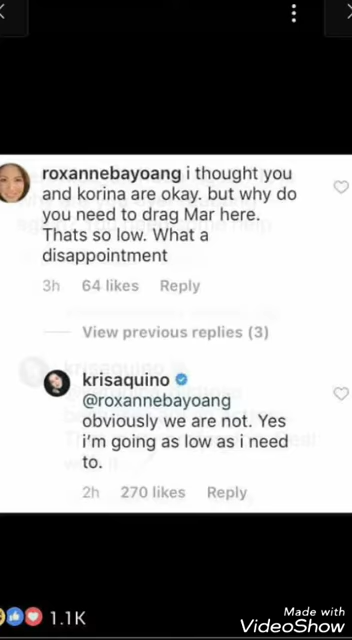 roxannebayoang i thought you
and korina are okay. but why do
you need to drag Mar here.
Thats so low. What a
disappointment
3h 64 likes Reply
View previous replies (3)
krisaquino
@roxannebayoang
obviously we are not. Yes
i'm going as low as i need
to.
2h 270 likes Reply
1.1K
Made with
VideoShow